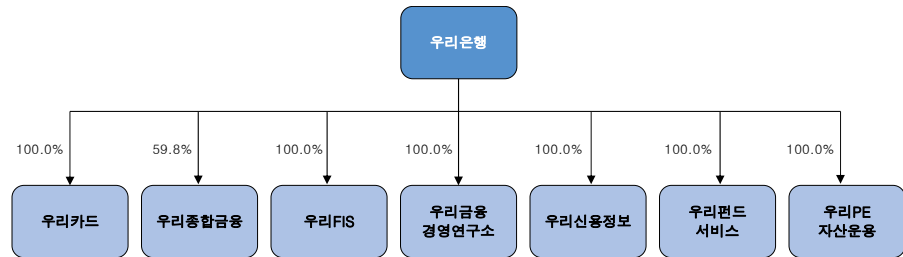 우리은행
100.0%
59.8%
100.0%
100.0%
100.0%
100.0%
100.0%
우리카드
우리종합금융
우리FIS
우리금융
경영연구소
우리신용정보
우리펀드
서비스
우리PE
자산운용